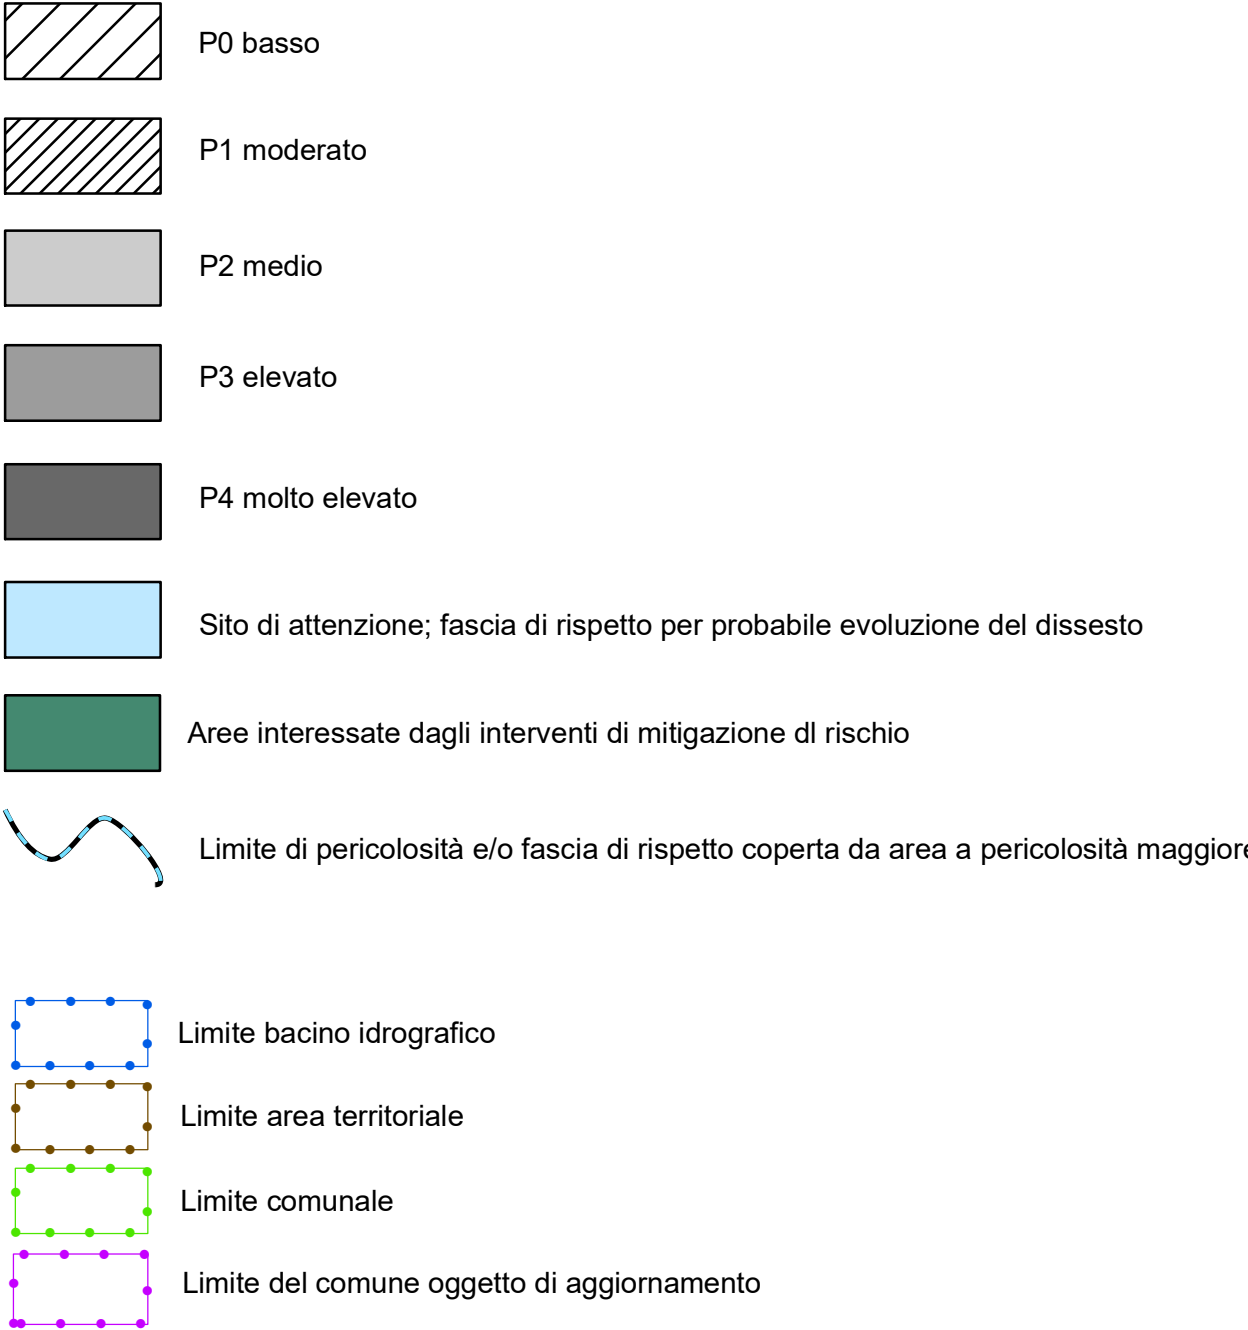 P0 basso
P1 moderato
P2 medio
P3 elevato
P4 molto elevato
Sito di attenzione; fascia di rispetto per probabile evoluzione del dissesto
Aree interessate dagli interventi di mitigazione dl rischio
Limite di pericolosità e/o fascia di rispetto coperta da area a pericolosità maggiore
Limite bacino idrografico
Limite area territoriale
Limite comunale
Limite del comune oggetto di aggiornamento